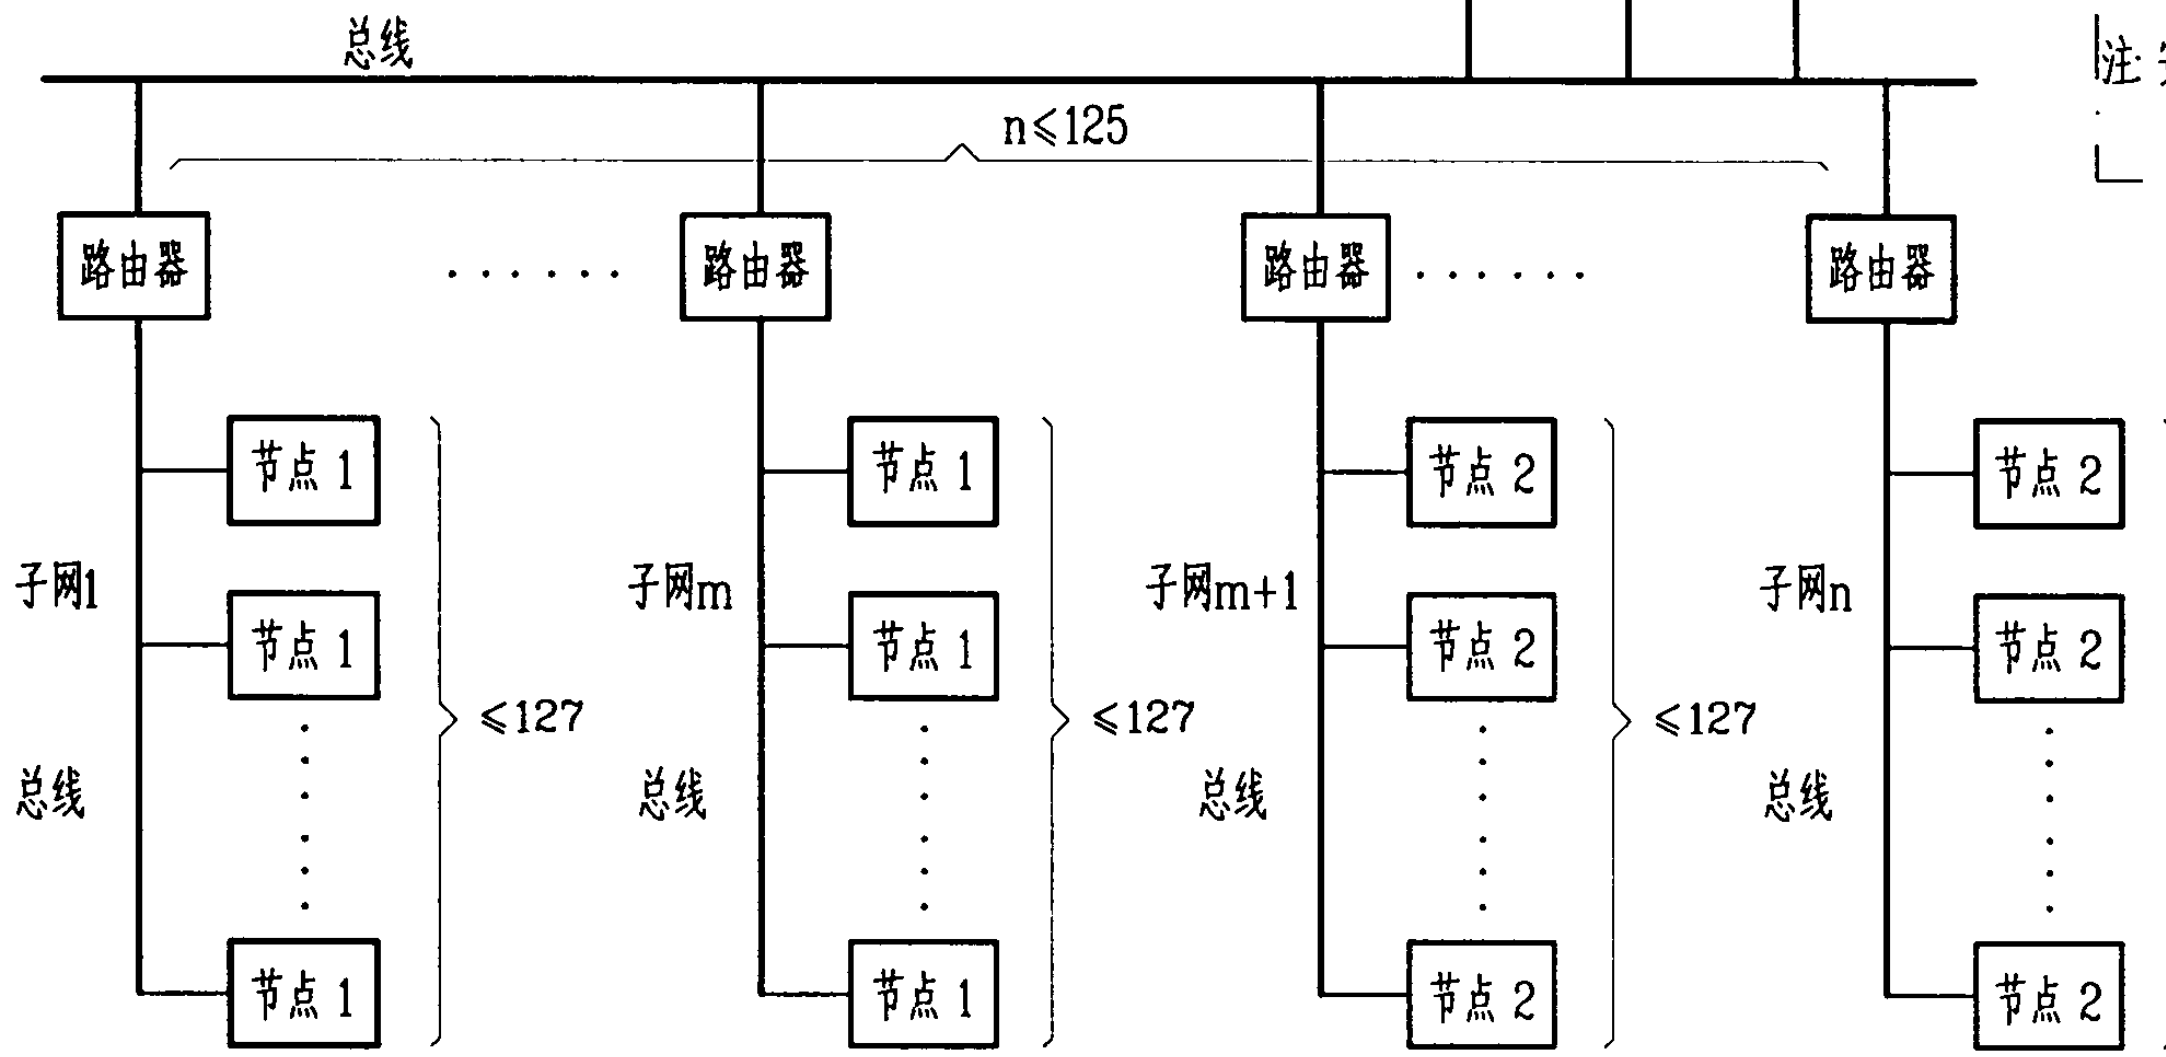 总线
注:
n≤125
路由器 ······ 路由器 路由器 ······ 路由器
节点 1 节点 1 节点 2 节点 2
子网1 子网m 子网m+1 子网n
节点 1 节点 1 节点 2 节点 2
≤127 ≤127 ≤127
总线 总线 总线 总线
节点 1 节点 1 节点 2 节点 2